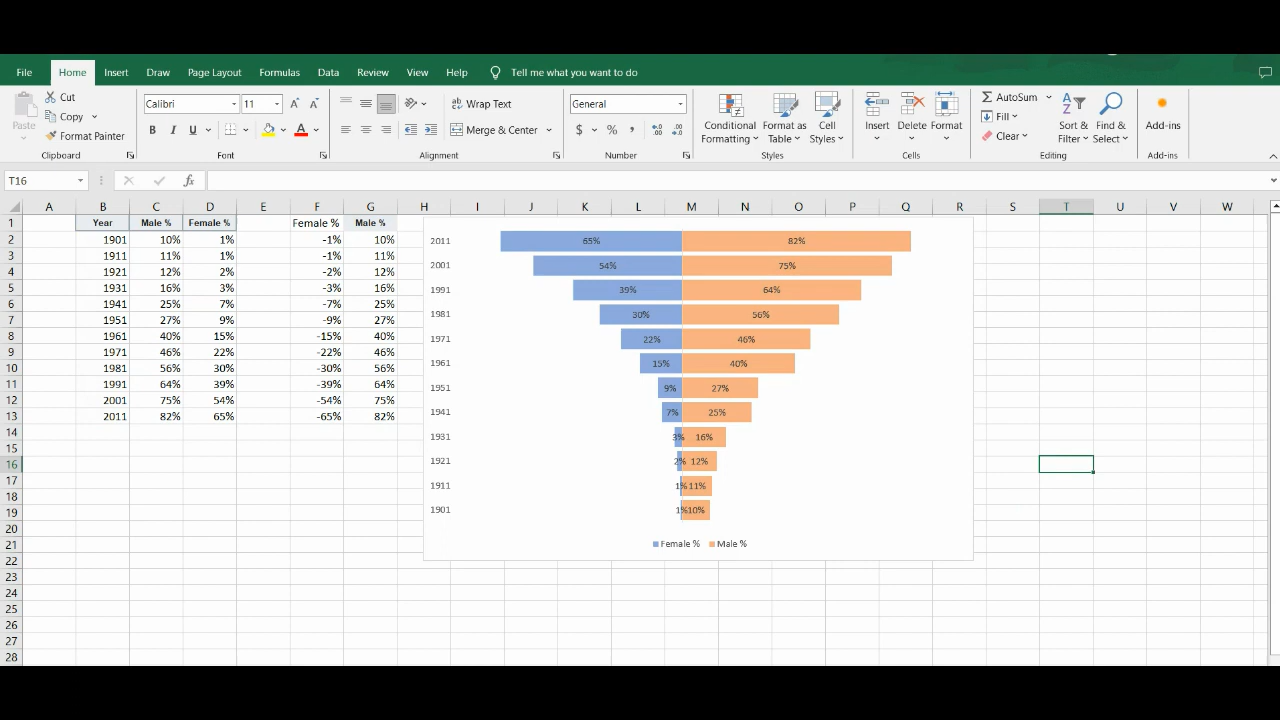 File Home Insert Draw Page Layout Formulas Data Review View Help Tell me what you want to do
Paste Cut Copy Format Painter Clipboard
Calibri 11 B I U A Font
Wrap Text Merge & Center Alignment
General $ % , Number
Conditional Formatting Format as Table Cell Styles Styles
Insert Delete Format Cells
AutoSum Fill Clear Sort & Filter Find & Select Editing
Add-ins Add-ins
T16 fx
A B C D E F G H I J K L M N O P Q R S T U V W
1 Year Male % Female % Female % Male %
2 1901 10% 1% -1% 10%
3 1911 11% 1% -1% 11%
4 1921 12% 2% -2% 12%
5 1931 16% 3% -3% 16%
6 1941 25% 7% -7% 25%
7 1951 27% 9% -9% 27%
8 1961 40% 15% -15% 40%
9 1971 46% 22% -22% 46%
10 1981 56% 30% -30% 56%
11 1991 64% 39% -39% 64%
12 2001 75% 54% -54% 75%
13 2011 82% 65% -65% 82%
14
15
16
17
18
19
20
21
22
23
24
25
26
27
28
2011 65% 82%
2001 54% 75%
1991 39% 64%
1981 30% 56%
1971 22% 46%
1961 15% 40%
1951 9% 27%
1941 7% 25%
1931 3% 16%
1921 2% 12%
1911 1% 11%
1901 1% 10%
Female % Male %